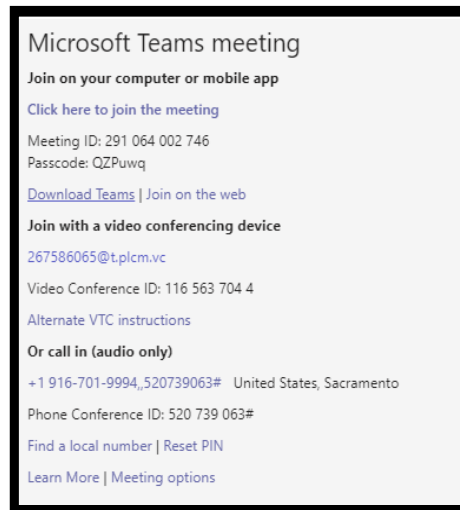 Microsoft Teams meeting
Join on your computer or mobile app
Click here to join the meeting
Meeting ID: 291 064 002 746
Passcode: QZPuwq
Download Teams | Join on the web
Join with a video conferencing device
267586065@t.plcm.vc
Video Conference ID: 116 563 704 4
Alternate VTC instructions
Or call in (audio only)
+1 916-701-9994,,520739063# United States, Sacramento
Phone Conference ID: 520 739 063#
Find a local number | Reset PIN
Learn More | Meeting options